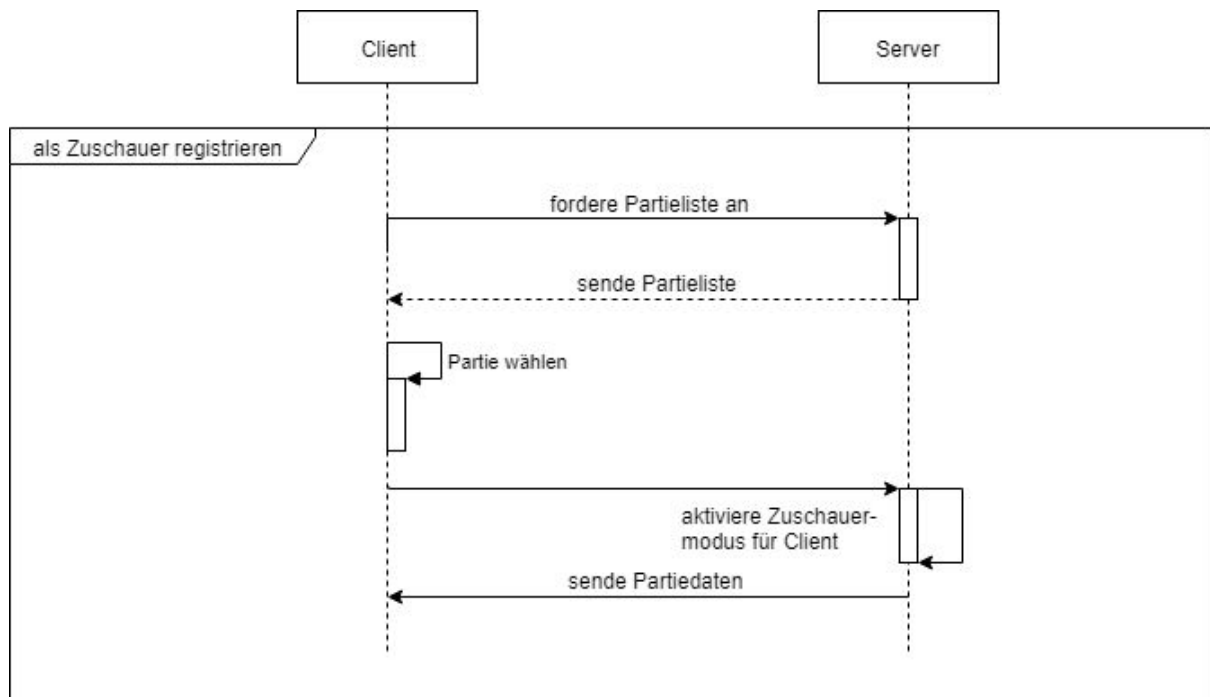 Client
Server
als Zuschauer registrieren
fordere Partieliste an
sende Partieliste
Partie wählen
aktiviere Zuschauer-
modus für Client
sende Partiedaten